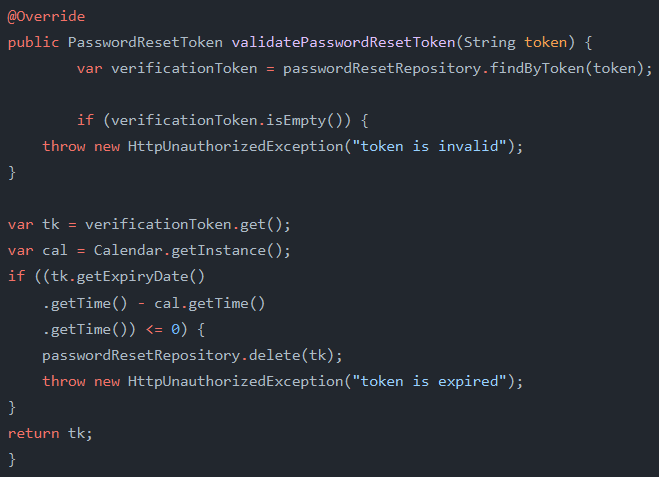 @Override
public PasswordResetToken validatePasswordResetToken(String token) {
        var verificationToken = passwordResetRepository.findByToken(token);

        if (verificationToken.isEmpty()) {
    throw new HttpUnauthorizedException("token is invalid");
}

var tk = verificationToken.get();
var cal = Calendar.getInstance();
if ((tk.getExpiryDate()
    .getTime() - cal.getTime()
    .getTime()) <= 0) {
    passwordResetRepository.delete(tk);
    throw new HttpUnauthorizedException("token is expired");
}
return tk;
}